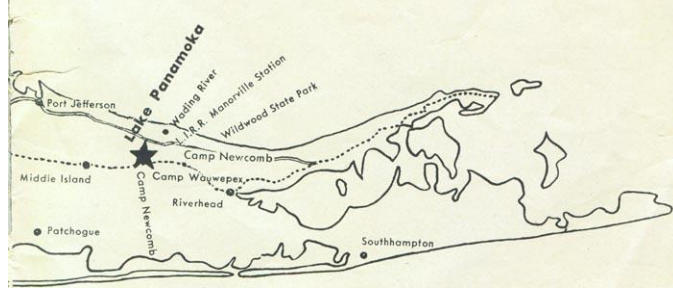 Lake Panamoka
Port Jefferson
Wading River
L.I.R.R. Manorville Station
Wildwood State Park
Camp Newcomb
Middle Island
Camp Wauwepex
Riverhead
Camp Newcomb
Patchogue
Southhampton